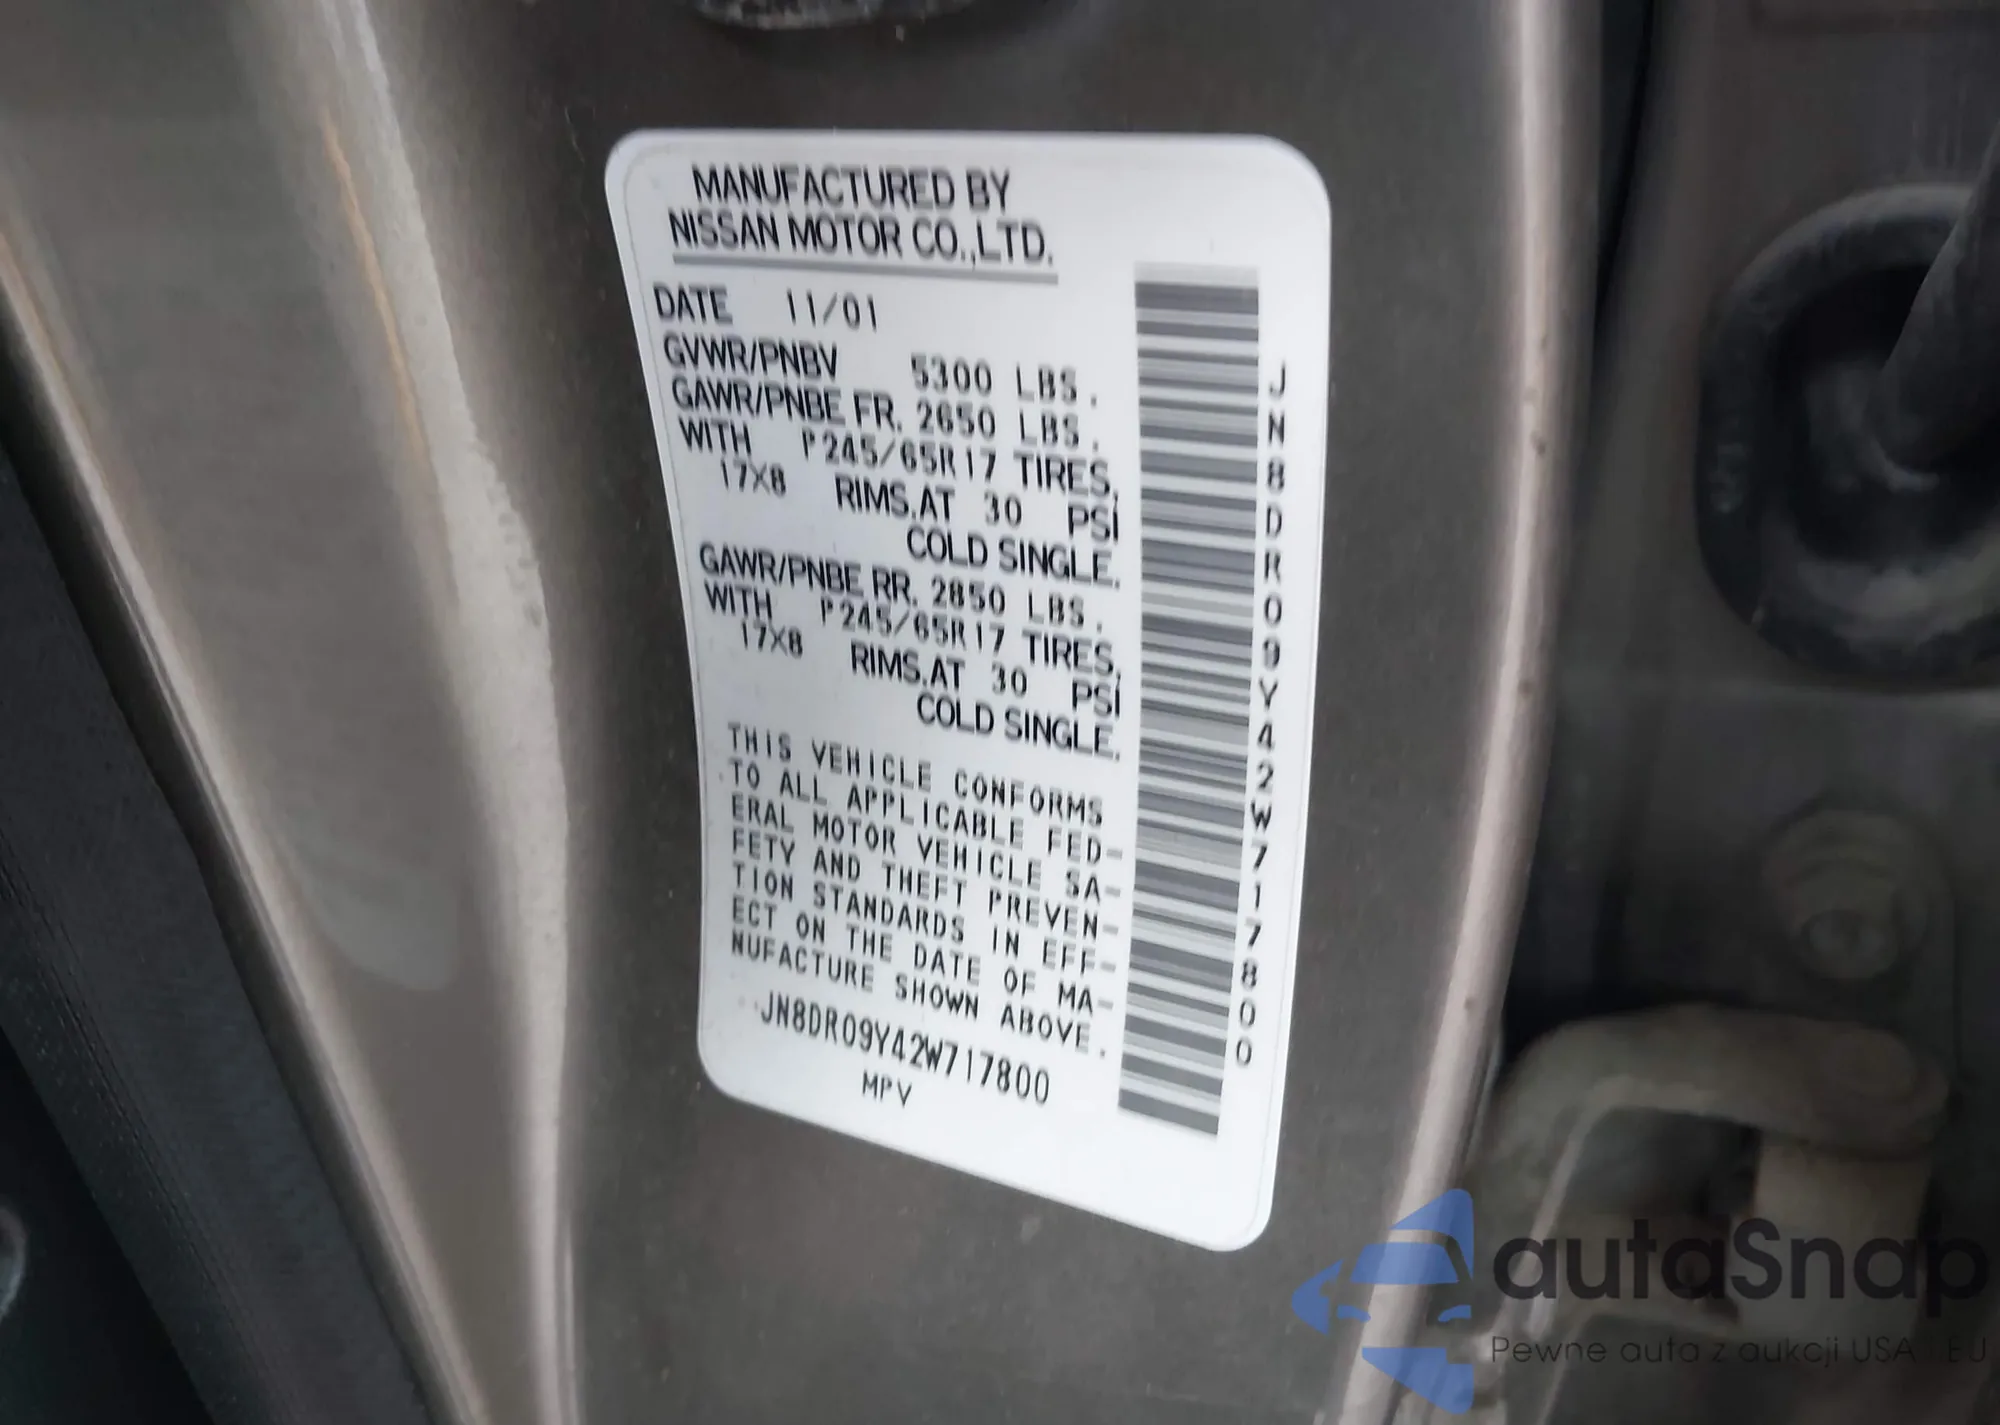 MANUFACTURED BY
NISSAN MOTOR CO.,LTD.
DATE 11/01
GVWR/PNBV 5300 LBS.
GAWR/PNBE FR. 2650 LBS.
WITH P245/65R17 TIRES,
17X8 RIMS,AT 30 PSI
COLD SINGLE.
GAWR/PNBE RR. 2850 LBS.
WITH P245/65R17 TIRES,
17X8 RIMS,AT 30 PSI
COLD SINGLE.
THIS VEHICLE CONFORMS
TO ALL APPLICABLE FED-
ERAL MOTOR VEHICLE SA-
FETY AND THEFT PREVEN-
TION STANDARDS IN EFF-
ECT ON THE DATE OF MA-
NUFACTURE SHOWN ABOVE.
JN8DR09Y42W717800
MPV
JN8DR09Y42W717800
autaSnap
Pewne auta z aukcji USA i EU